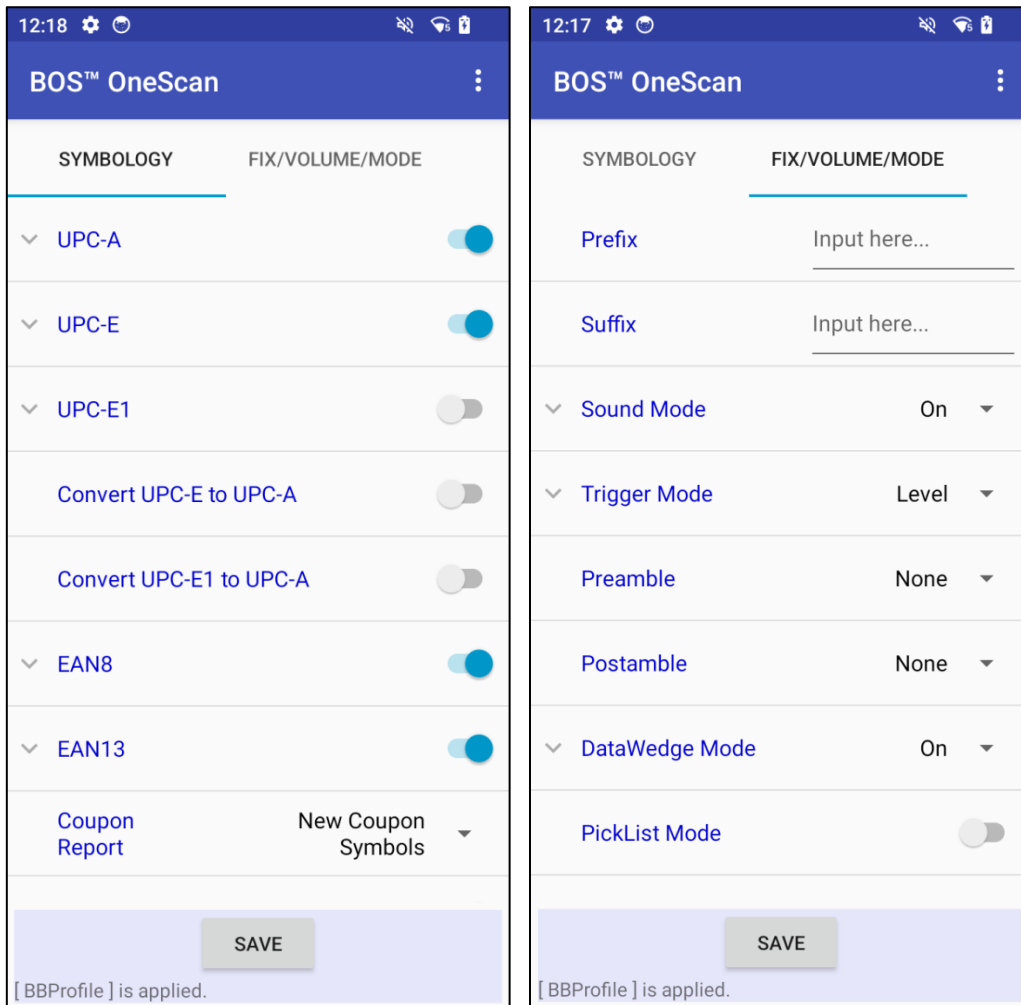 12:18
BOS™ OneScan
SYMBOLOGY FIX/VOLUME/MODE
UPC-A
UPC-E
UPC-E1
Convert UPC-E to UPC-A
Convert UPC-E1 to UPC-A
EAN8
EAN13
Coupon
Report
New Coupon
Symbols
SAVE
[ BBProfile ] is applied.
12:17
BOS™ OneScan
SYMBOLOGY FIX/VOLUME/MODE
Prefix Input here...
Suffix Input here...
Sound Mode On
Trigger Mode Level
Preamble None
Postamble None
DataWedge Mode On
PickList Mode
SAVE
[ BBProfile ] is applied.